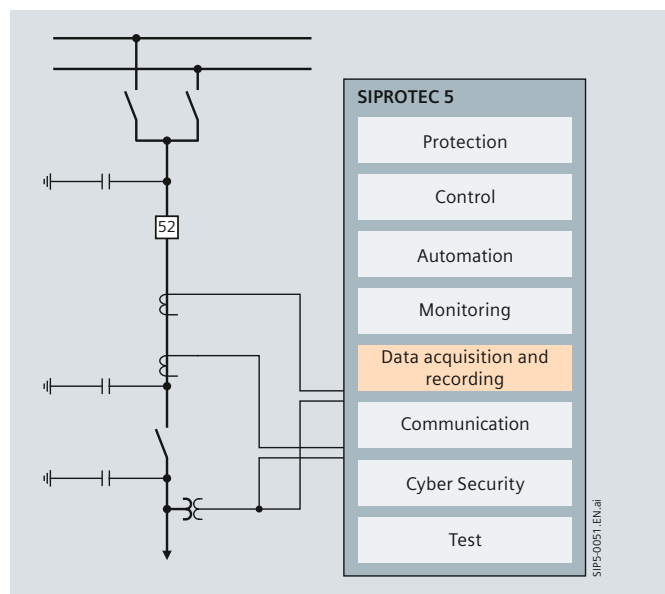 SIPROTEC 5
Protection
Control
52
Automation
Monitoring
Data acquisition and
recording
Communication
Cyber Security
Test
SIP5-0051.EN.ai